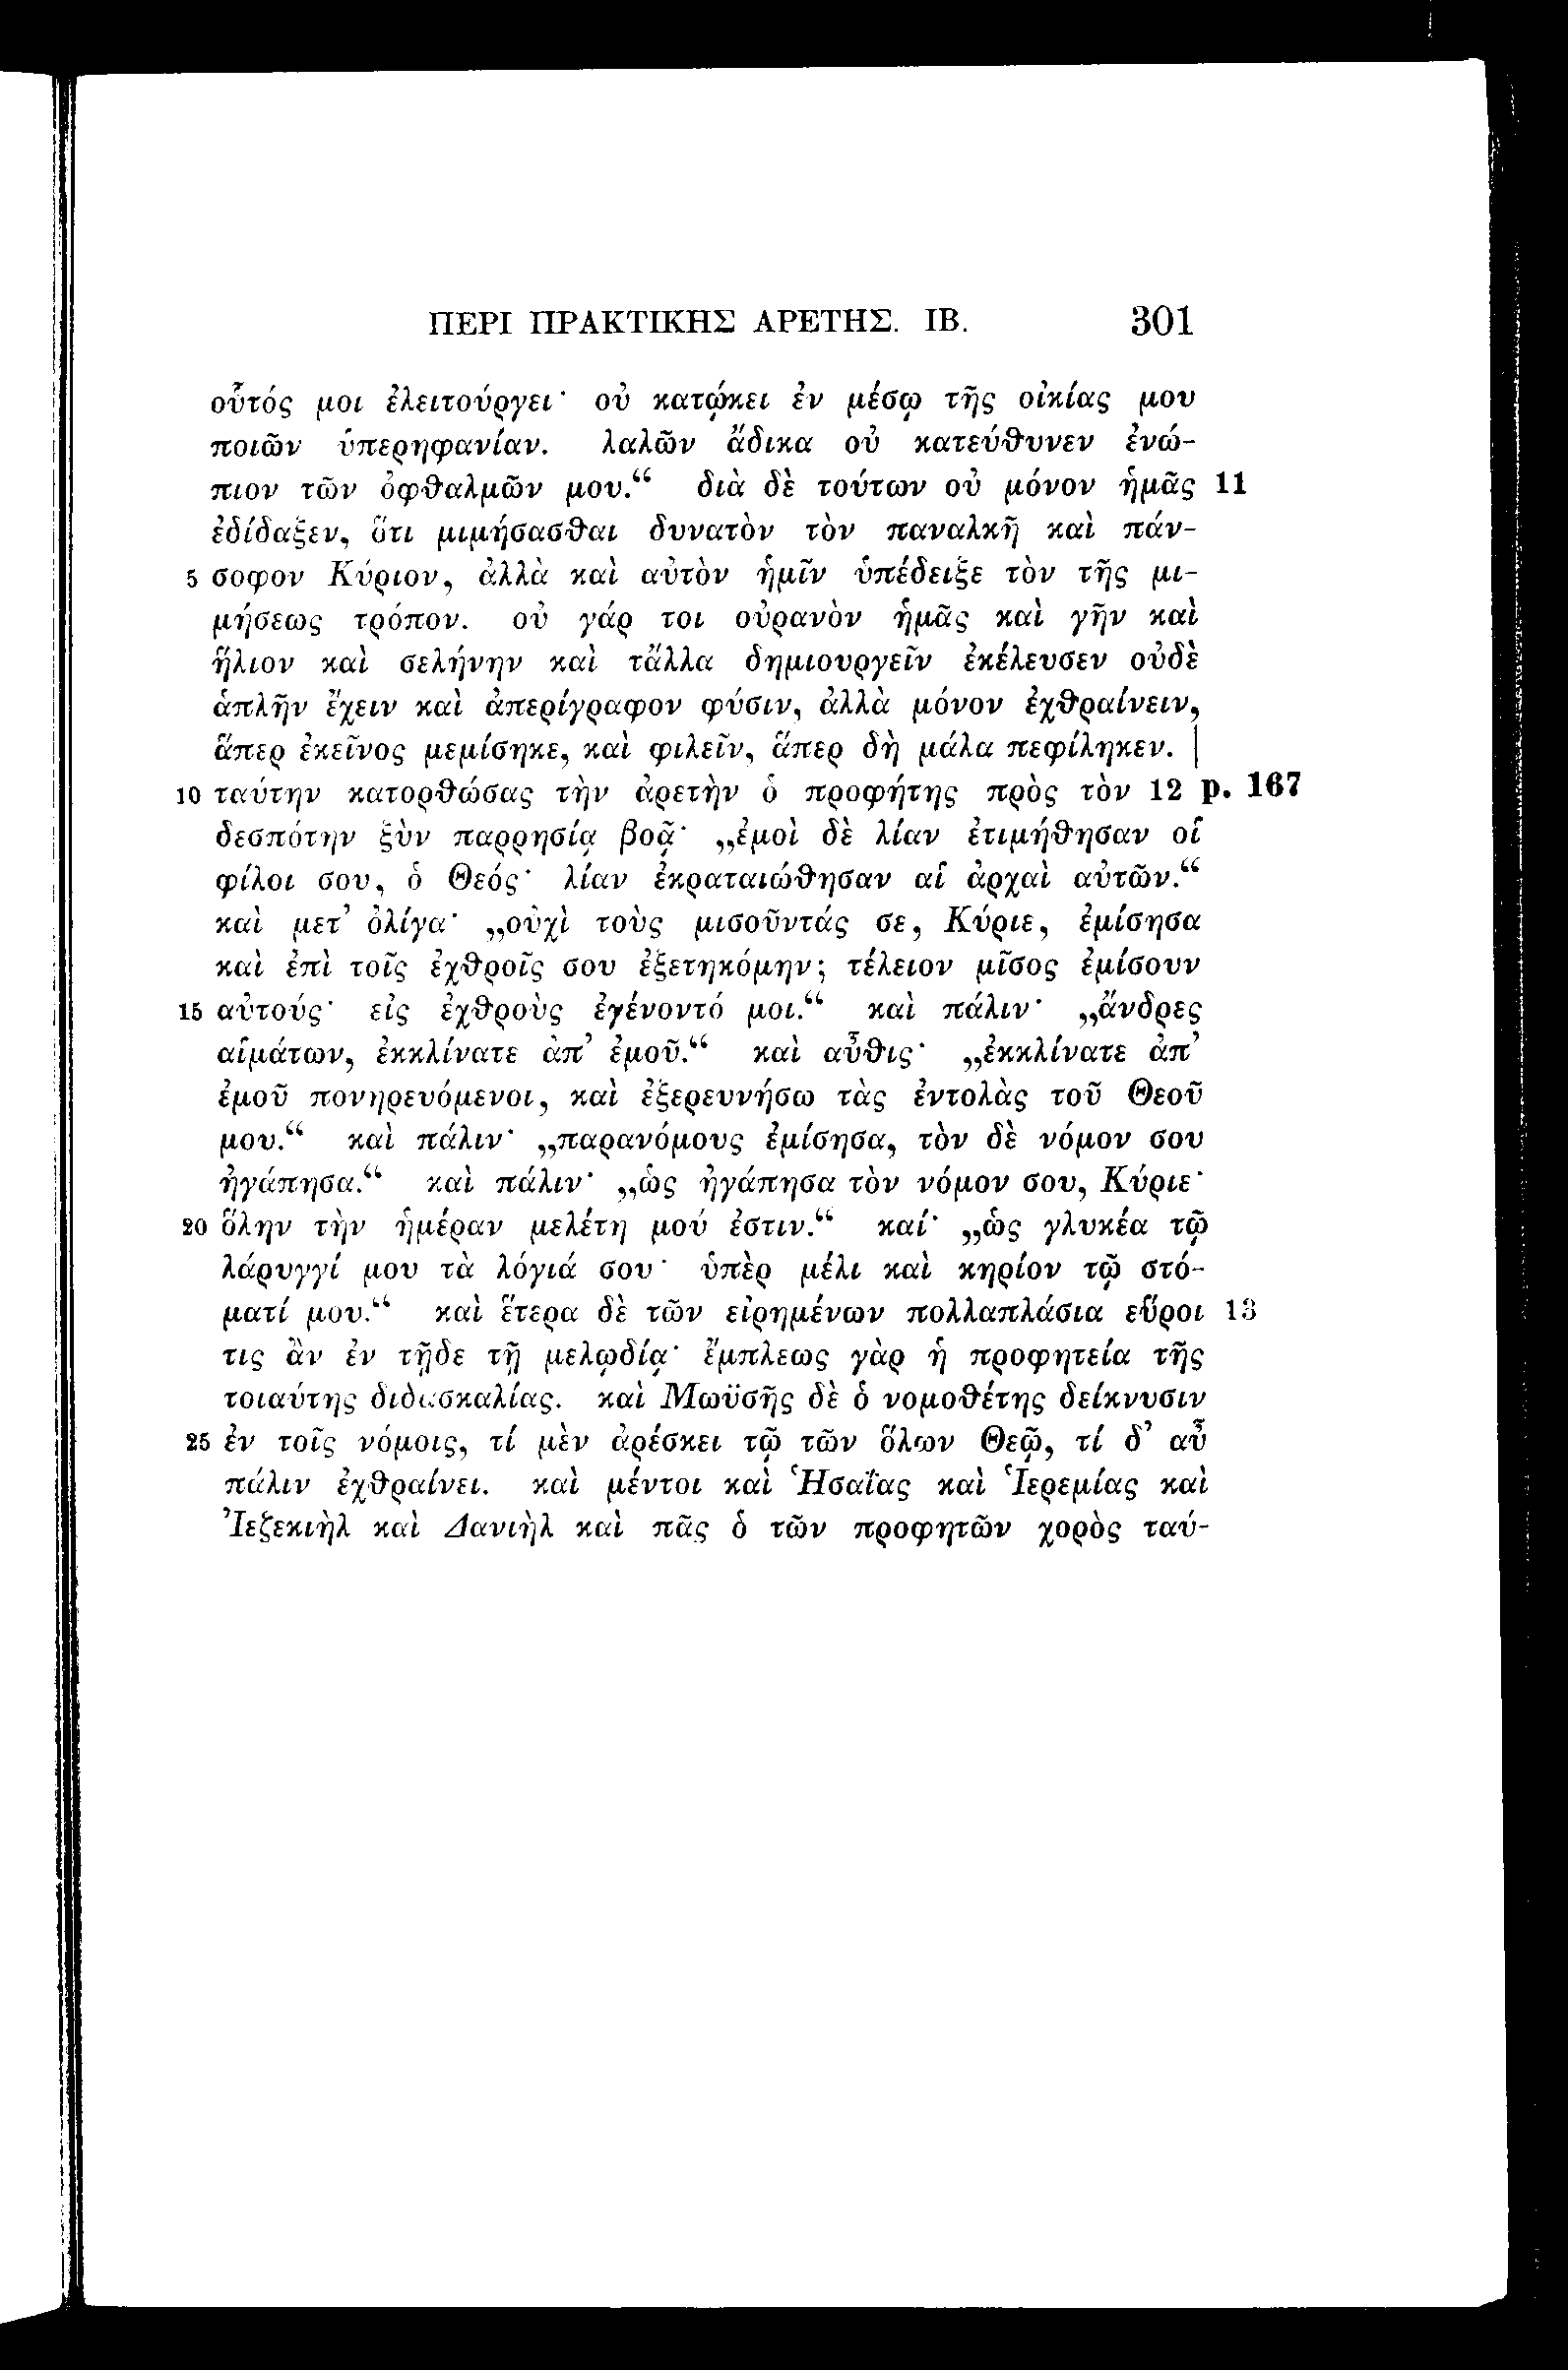 ΠΕΡΙ ΠΡΑΚΤΙΚΗΣ ΑΡΕΤΗΣ. ΙΒ. 301
οὗτός μοι ἐλειτούργει· οὐ κατῴκει ἐν μέσῳ τῆς οἰκίας μου
ποιῶν ὑπερηφανίαν. λαλῶν ἄδικα οὐ κατεύθυνεν ἐνώ-
πιον τῶν ὀφθαλμῶν μου.“ διὰ δὲ τούτων οὐ μόνον ἡμᾶς 11
ἐδίδαξεν, ὅτι μιμήσασθαι δυνατὸν τὸν παναλκῆ καὶ πάν-
5 σοφον Κύριον, ἀλλὰ καὶ αὐτὸν ἡμῖν ὑπέδειξε τὸν τῆς μι-
μήσεως τρόπον. οὐ γάρ τοι οὐρανὸν ἡμᾶς καὶ γῆν καὶ
ἥλιον καὶ σελήνην καὶ τἄλλα δημιουργεῖν ἐκέλευσεν οὐδὲ
ἁπλῆν ἔχειν καὶ ἀπερίγραφον φύσιν, ἀλλὰ μόνον ἐχθραίνειν,
ἅπερ ἐκεῖνος μεμίσηκε, καὶ φιλεῖν, ἅπερ δὴ μάλα πεφίληκεν. |
10 ταύτην κατορθώσας τὴν ἀρετὴν ὁ προφήτης πρὸς τὸν 12 p. 167
δεσπότην ξὺν παρρησίᾳ βοᾷ· „ἐμοὶ δὲ λίαν ἐτιμήθησαν οἱ
φίλοι σου, ὁ Θεός· λίαν ἐκραταιώθησαν αἱ ἀρχαὶ αὐτῶν.“
καὶ μετ’ ὀλίγα· „οὐχὶ τοὺς μισοῦντάς σε, Κύριε, ἐμίσησα
καὶ ἐπὶ τοῖς ἐχθροῖς σου ἐξετηκόμην; τέλειον μῖσος ἐμίσουν
15 αὐτούς· εἰς ἐχθροὺς ἐγένοντό μοι.“ καὶ πάλιν· „ἄνδρες
αἱμάτων, ἐκκλίνατε ἀπ’ ἐμοῦ.“ καὶ αὖθις· „ἐκκλίνατε ἀπ’
ἐμοῦ πονηρευόμενοι, καὶ ἐξερευνήσω τὰς ἐντολὰς τοῦ Θεοῦ
μου.“ καὶ πάλιν· „παρανόμους ἐμίσησα, τὸν δὲ νόμον σου
ἠγάπησα.“ καὶ πάλιν· „ὡς ἠγάπησα τὸν νόμον σου, Κύριε·
20 ὅλην τὴν ἡμέραν μελέτη μού ἐστιν.“ καί· „ὡς γλυκέα τῷ
λάρυγγί μου τὰ λόγιά σου· ὑπὲρ μέλι καὶ κηρίον τῷ στό-
ματί μου.“ καὶ ἕτερα δὲ τῶν εἰρημένων πολλαπλάσια εὕροι 13
τις ἂν ἐν τῇδε τῇ μελῳδίᾳ· ἔμπλεως γὰρ ἡ προφητεία τῆς
τοιαύτης διδασκαλίας. καὶ Μωϋσῆς δὲ ὁ νομοθέτης δείκνυσιν
25 ἐν τοῖς νόμοις, τί μὲν ἀρέσκει τῷ τῶν ὅλων Θεῷ, τί δ’ αὖ
πάλιν ἐχθραίνει. καὶ μέντοι καὶ Ἡσαΐας καὶ Ἱερεμίας καὶ
Ἰεζεκιὴλ καὶ Δανιὴλ καὶ πᾶς ὁ τῶν προφητῶν χορὸς ταύ-